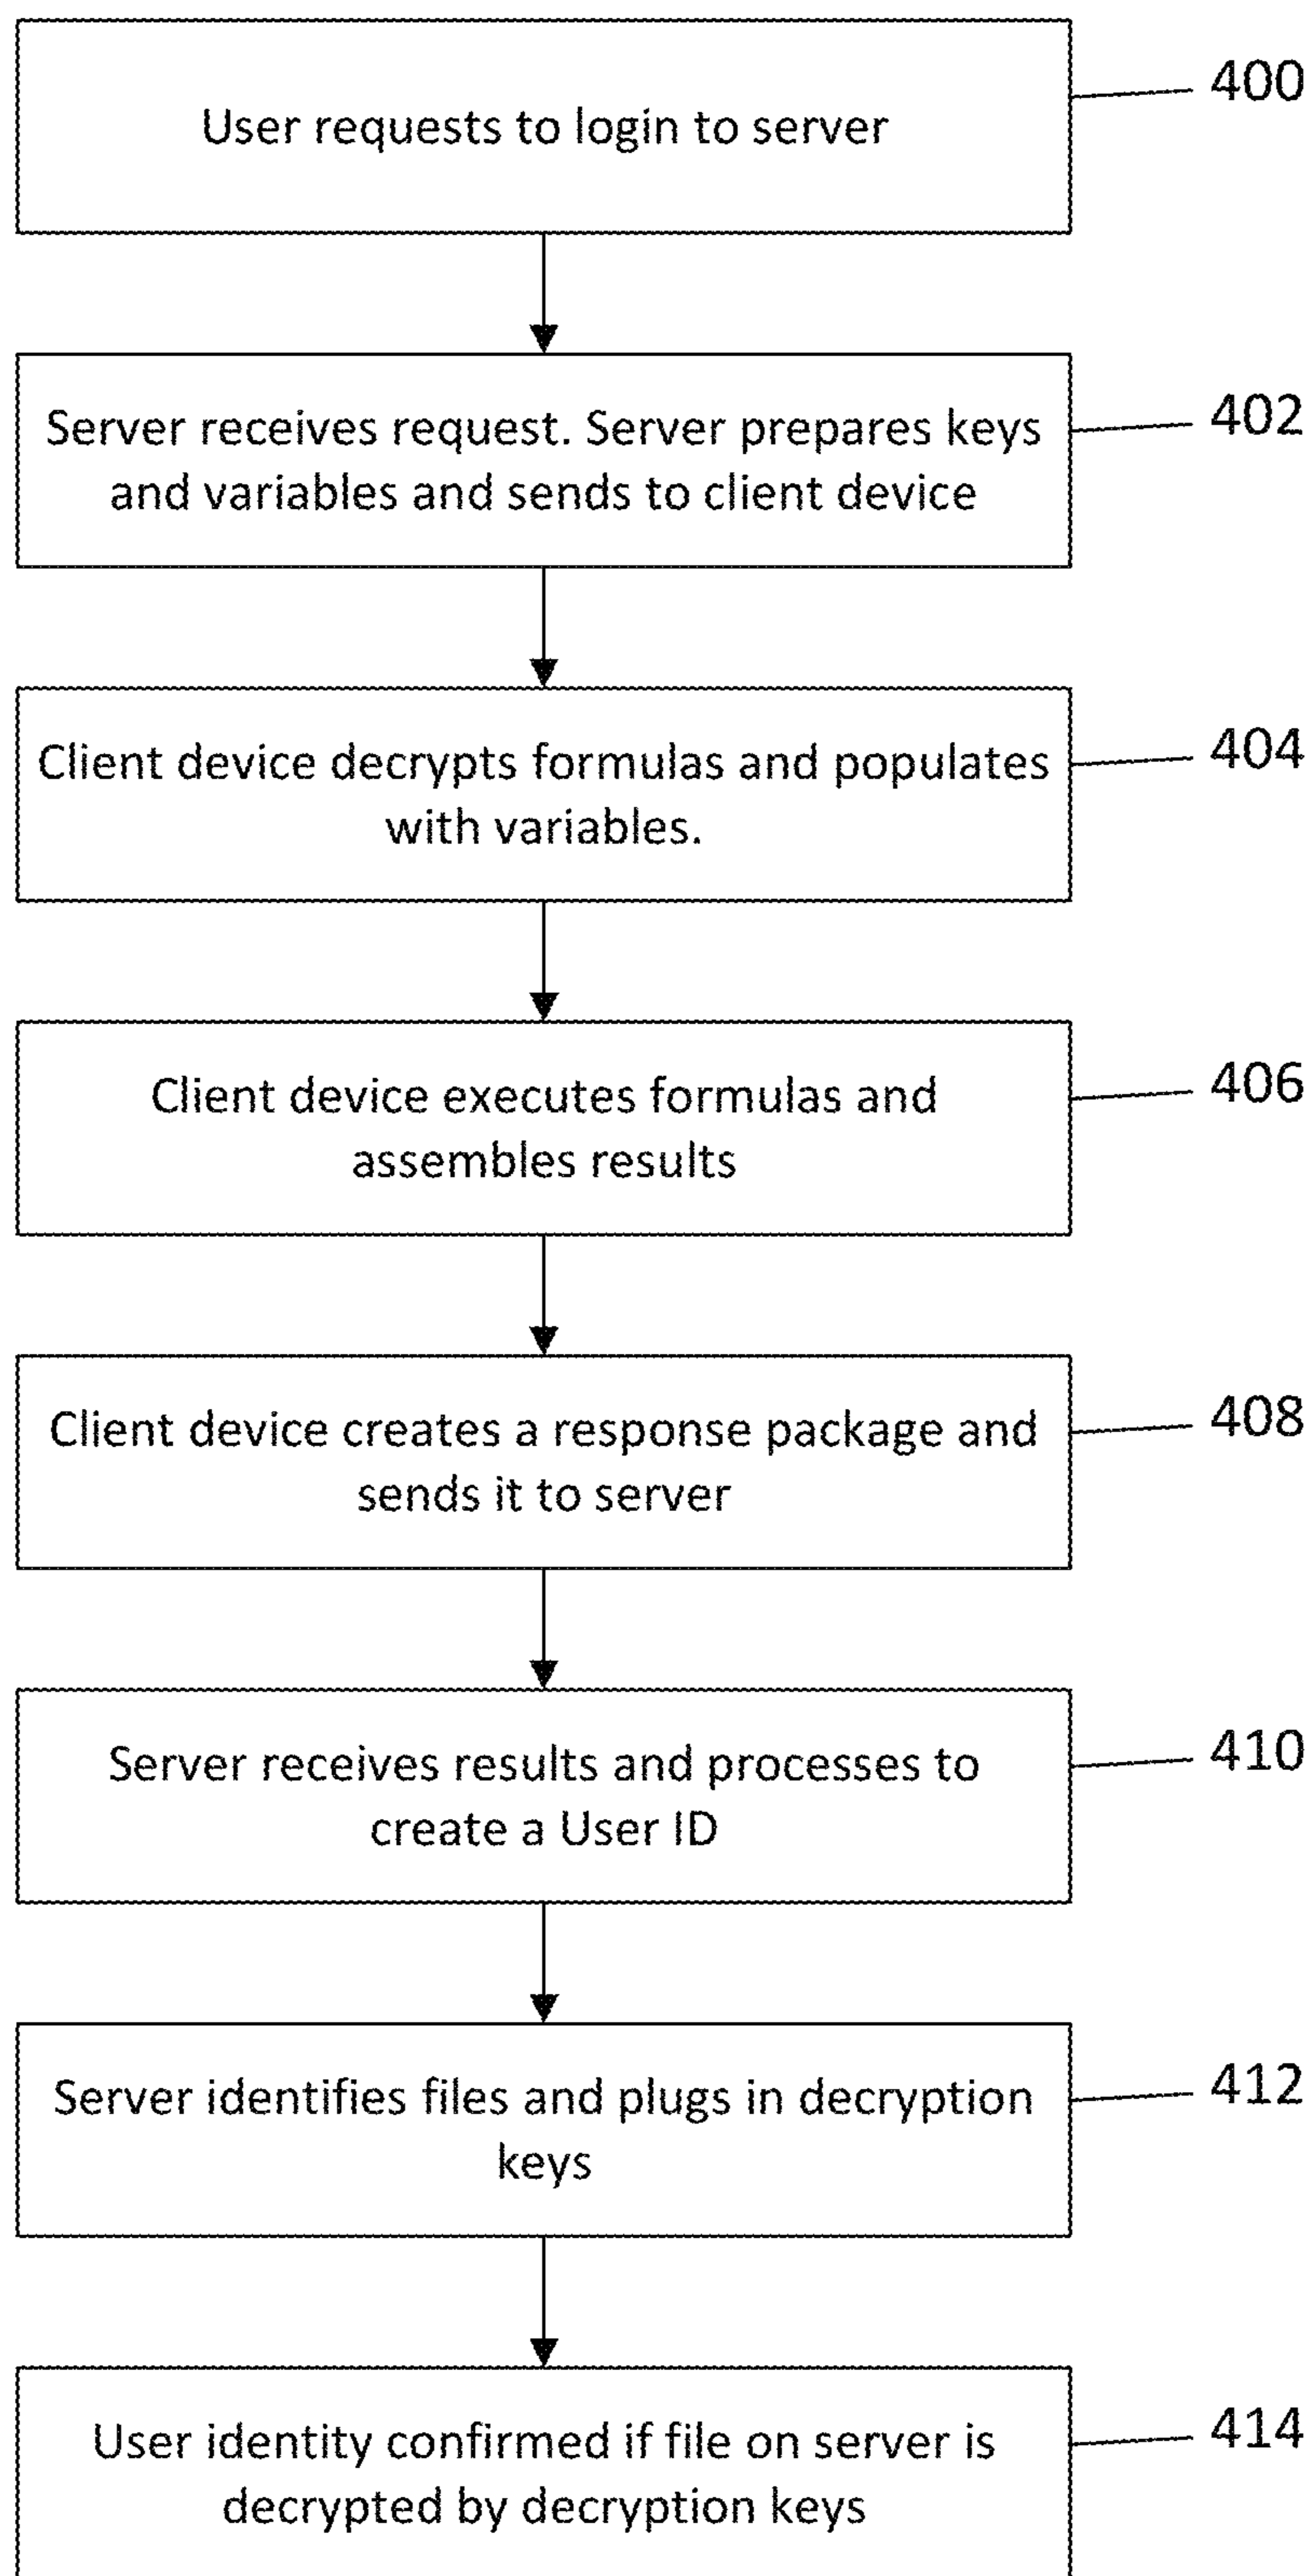 User requests to login to server
400
Server receives request. Server prepares keys
and variables and sends to client device
402
Client device decrypts formulas and populates
with variables.
404
Client device executes formulas and
assembles results
406
Client device creates a response package and
sends it to server
408
Server receives results and processes to
create a User ID
410
Server identifies files and plugs in decryption
keys
412
User identity confirmed if file on server is
decrypted by decryption keys
414